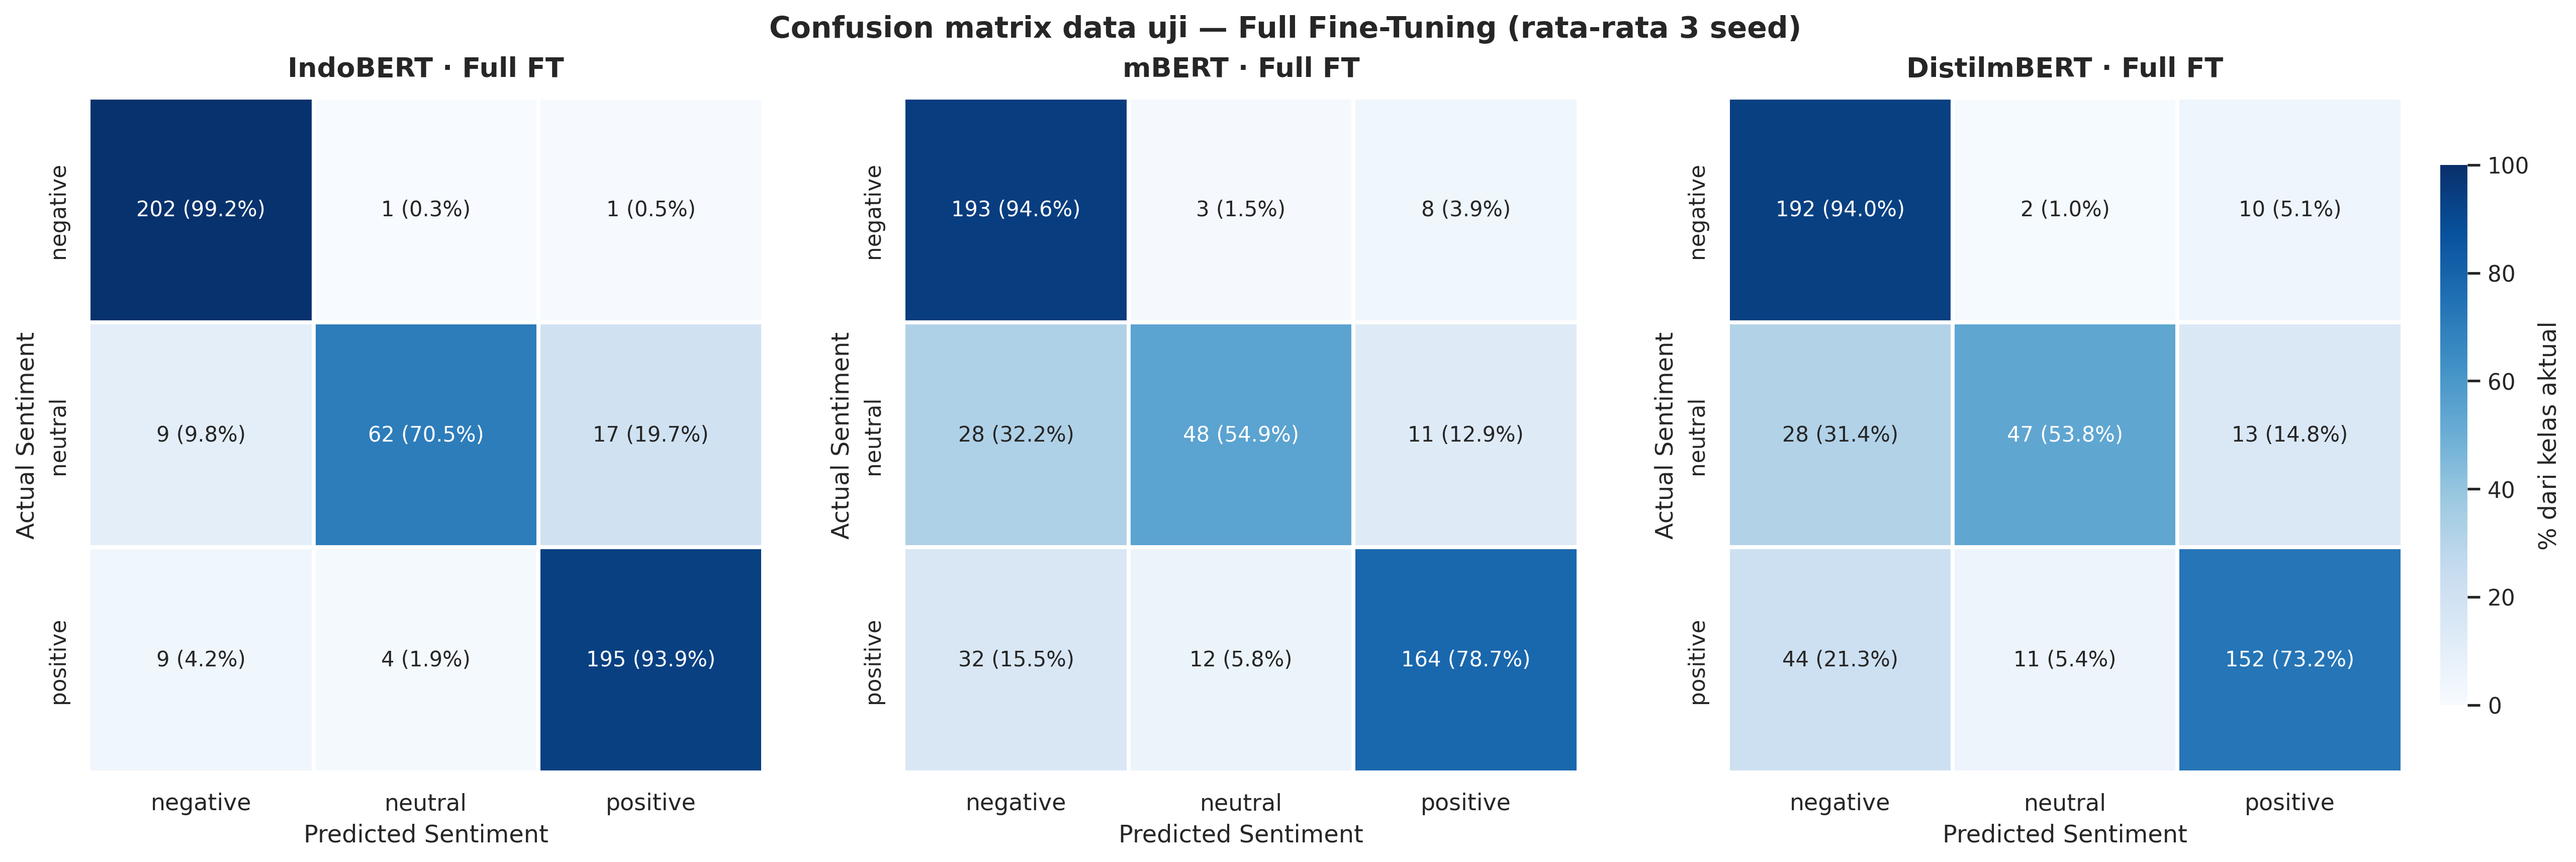 Confusion matrix data uji — Full Fine-Tuning (rata-rata 3 seed)
IndoBERT · Full FT
Actual Sentiment
negative
202 (99.2%) 1 (0.3%) 1 (0.5%)
neutral
9 (9.8%) 62 (70.5%) 17 (19.7%)
positive
9 (4.2%) 4 (1.9%) 195 (93.9%)
negative neutral positive
Predicted Sentiment
mBERT · Full FT
Actual Sentiment
negative
193 (94.6%) 3 (1.5%) 8 (3.9%)
neutral
28 (32.2%) 48 (54.9%) 11 (12.9%)
positive
32 (15.5%) 12 (5.8%) 164 (78.7%)
negative neutral positive
Predicted Sentiment
DistilmBERT · Full FT
Actual Sentiment
negative
192 (94.0%) 2 (1.0%) 10 (5.1%)
neutral
28 (31.4%) 47 (53.8%) 13 (14.8%)
positive
44 (21.3%) 11 (5.4%) 152 (73.2%)
negative neutral positive
Predicted Sentiment
100
80
60
40
20
0
% dari kelas aktual